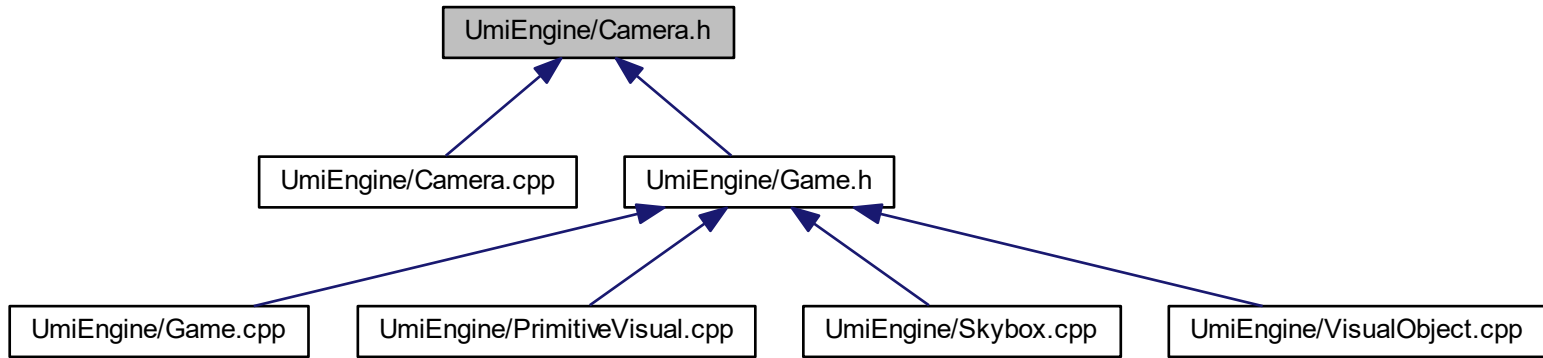 UmiEngine/Camera.h
UmiEngine/Camera.cpp
UmiEngine/Game.h
UmiEngine/Game.cpp
UmiEngine/PrimitiveVisual.cpp
UmiEngine/Skybox.cpp
UmiEngine/VisualObject.cpp